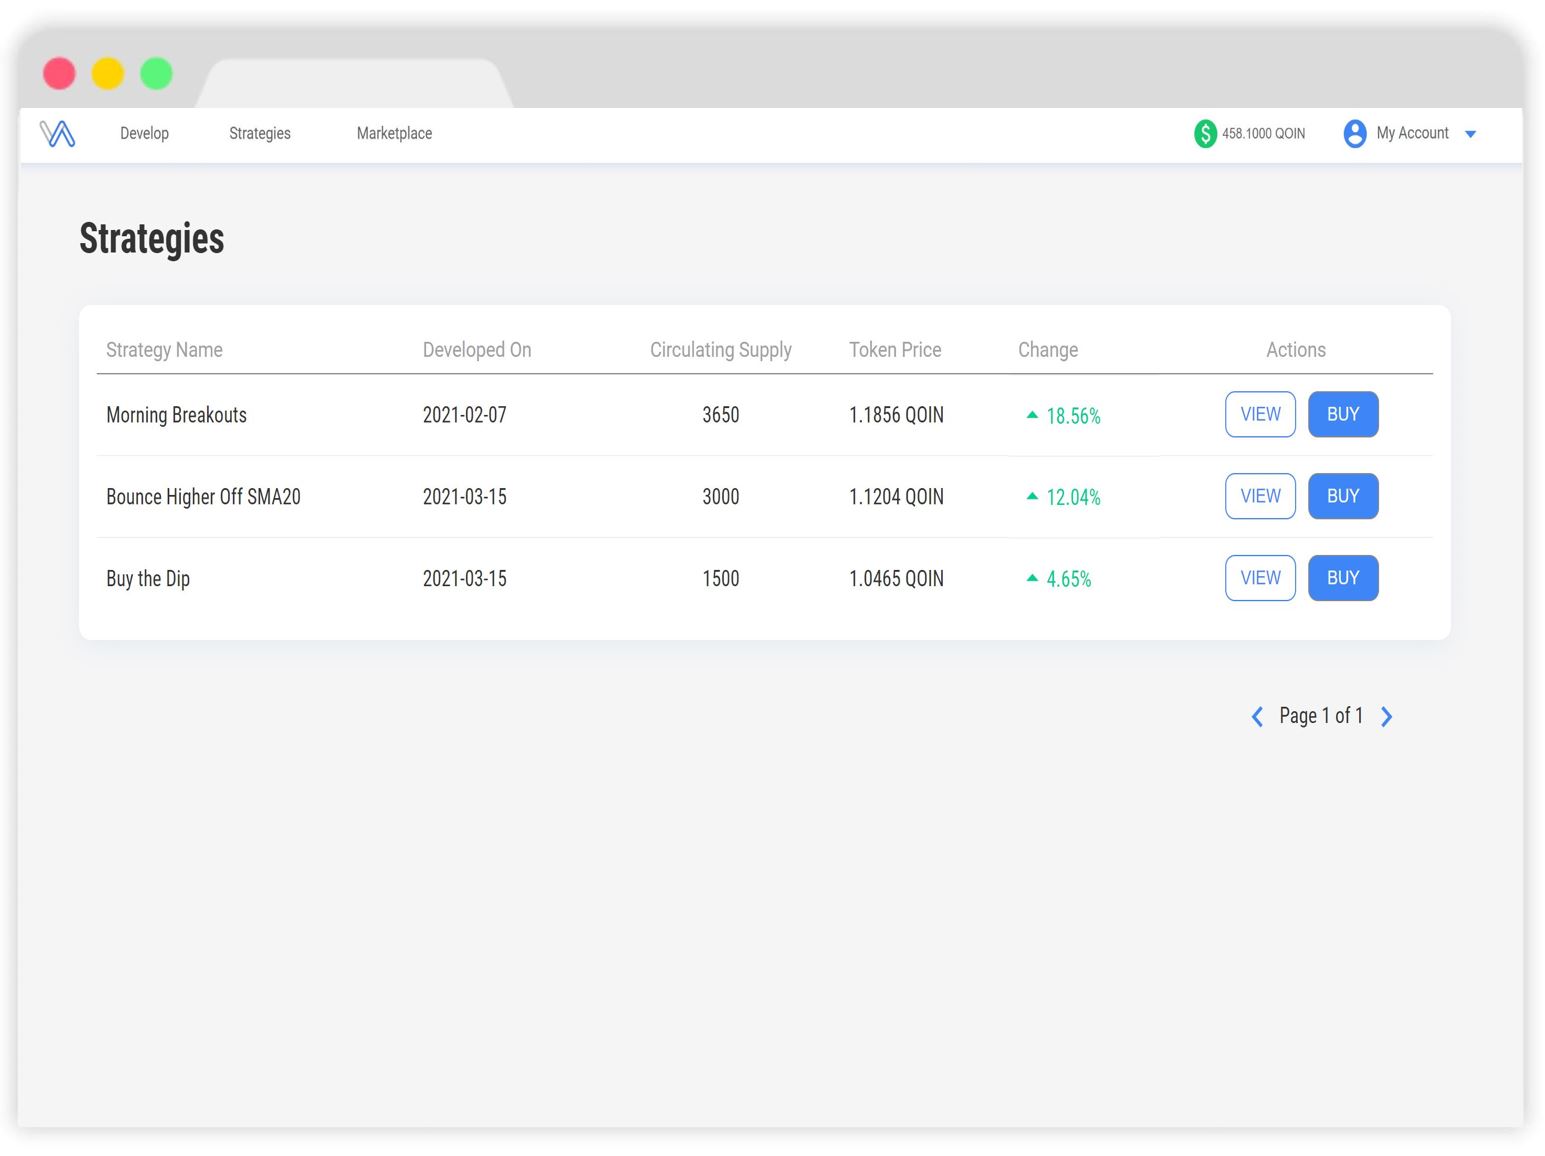 Develop Strategies Marketplace 458.1000 QOIN My Account
Strategies
Strategy Name Developed On Circulating Supply Token Price Change Actions
Morning Breakouts 2021-02-07 3650 1.1856 QOIN 18.56% VIEW BUY
Bounce Higher Off SMA20 2021-03-15 3000 1.1204 QOIN 12.04% VIEW BUY
Buy the Dip 2021-03-15 1500 1.0465 QOIN 4.65% VIEW BUY
Page 1 of 1